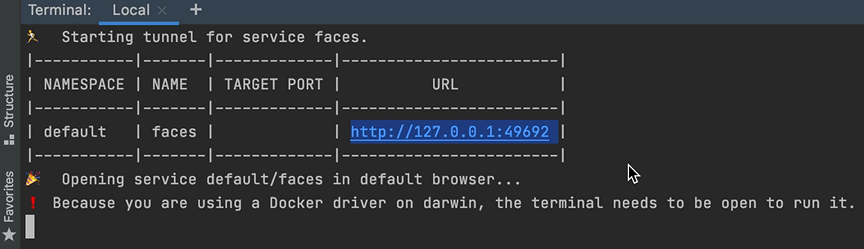 Terminal: Local × +
🏃 Starting tunnel for service faces.
|-----------|-------|-------------|------------------------|
| NAMESPACE | NAME | TARGET PORT | URL |
|-----------|-------|-------------|------------------------|
| default | faces | | http://127.0.0.1:49692 |
|-----------|-------|-------------|------------------------|
🎉 Opening service default/faces in default browser...
❗ Because you are using a Docker driver on darwin, the terminal needs to be open to run it.
Structure
Favorites